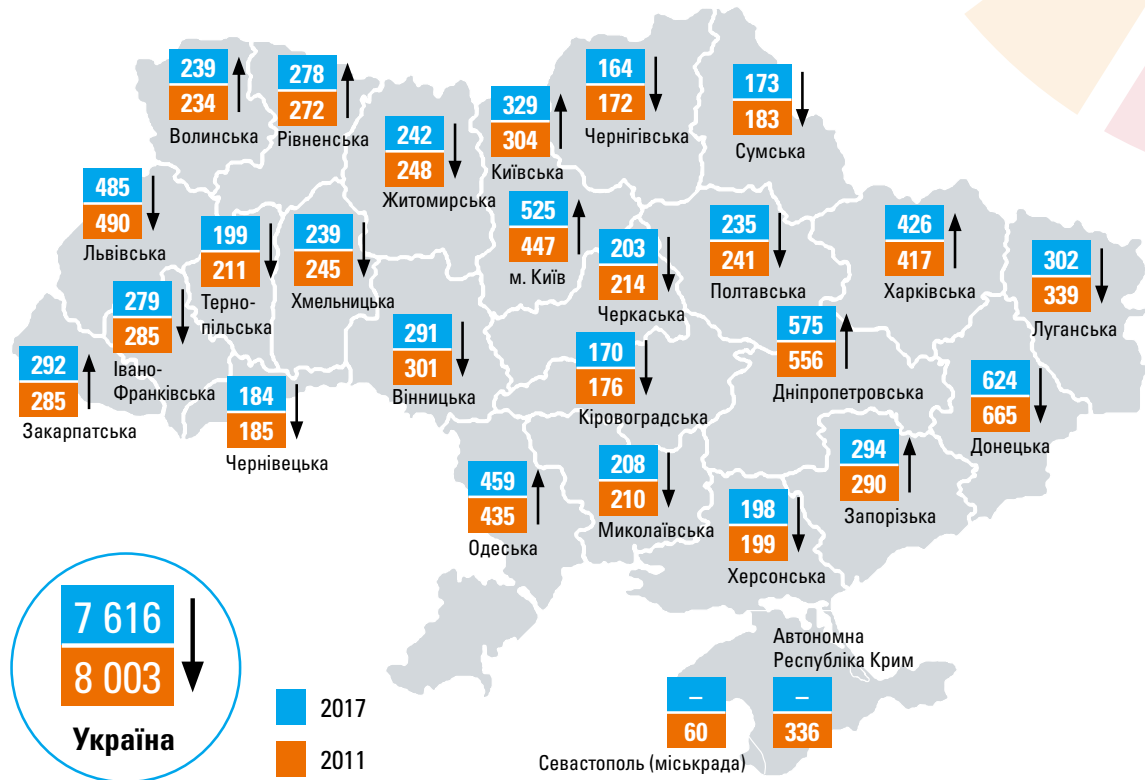 239
234
Волинська
278
272
Рівненська
242
248
Житомирська
329
304
Київська
164
172
Чернігівська
173
183
Сумська
485
490
Львівська
199
211
Терно-
пільська
239
245
Хмельницька
525
447
м. Київ
203
214
Черкаська
235
241
Полтавська
426
417
Харківська
302
339
Луганська
279
285
Івано-
Франківська
292
285
Закарпатська
184
185
Чернівецька
291
301
Вінницька
170
176
Кіровоградська
575
556
Дніпропетровська
624
665
Донецька
459
435
Одеська
208
210
Миколаївська
198
199
Херсонська
294
290
Запорізька
7 616
8 003
Україна
2017
2011
–
60
Севастополь (міськрада)
Автономна
Республіка Крим
–
336